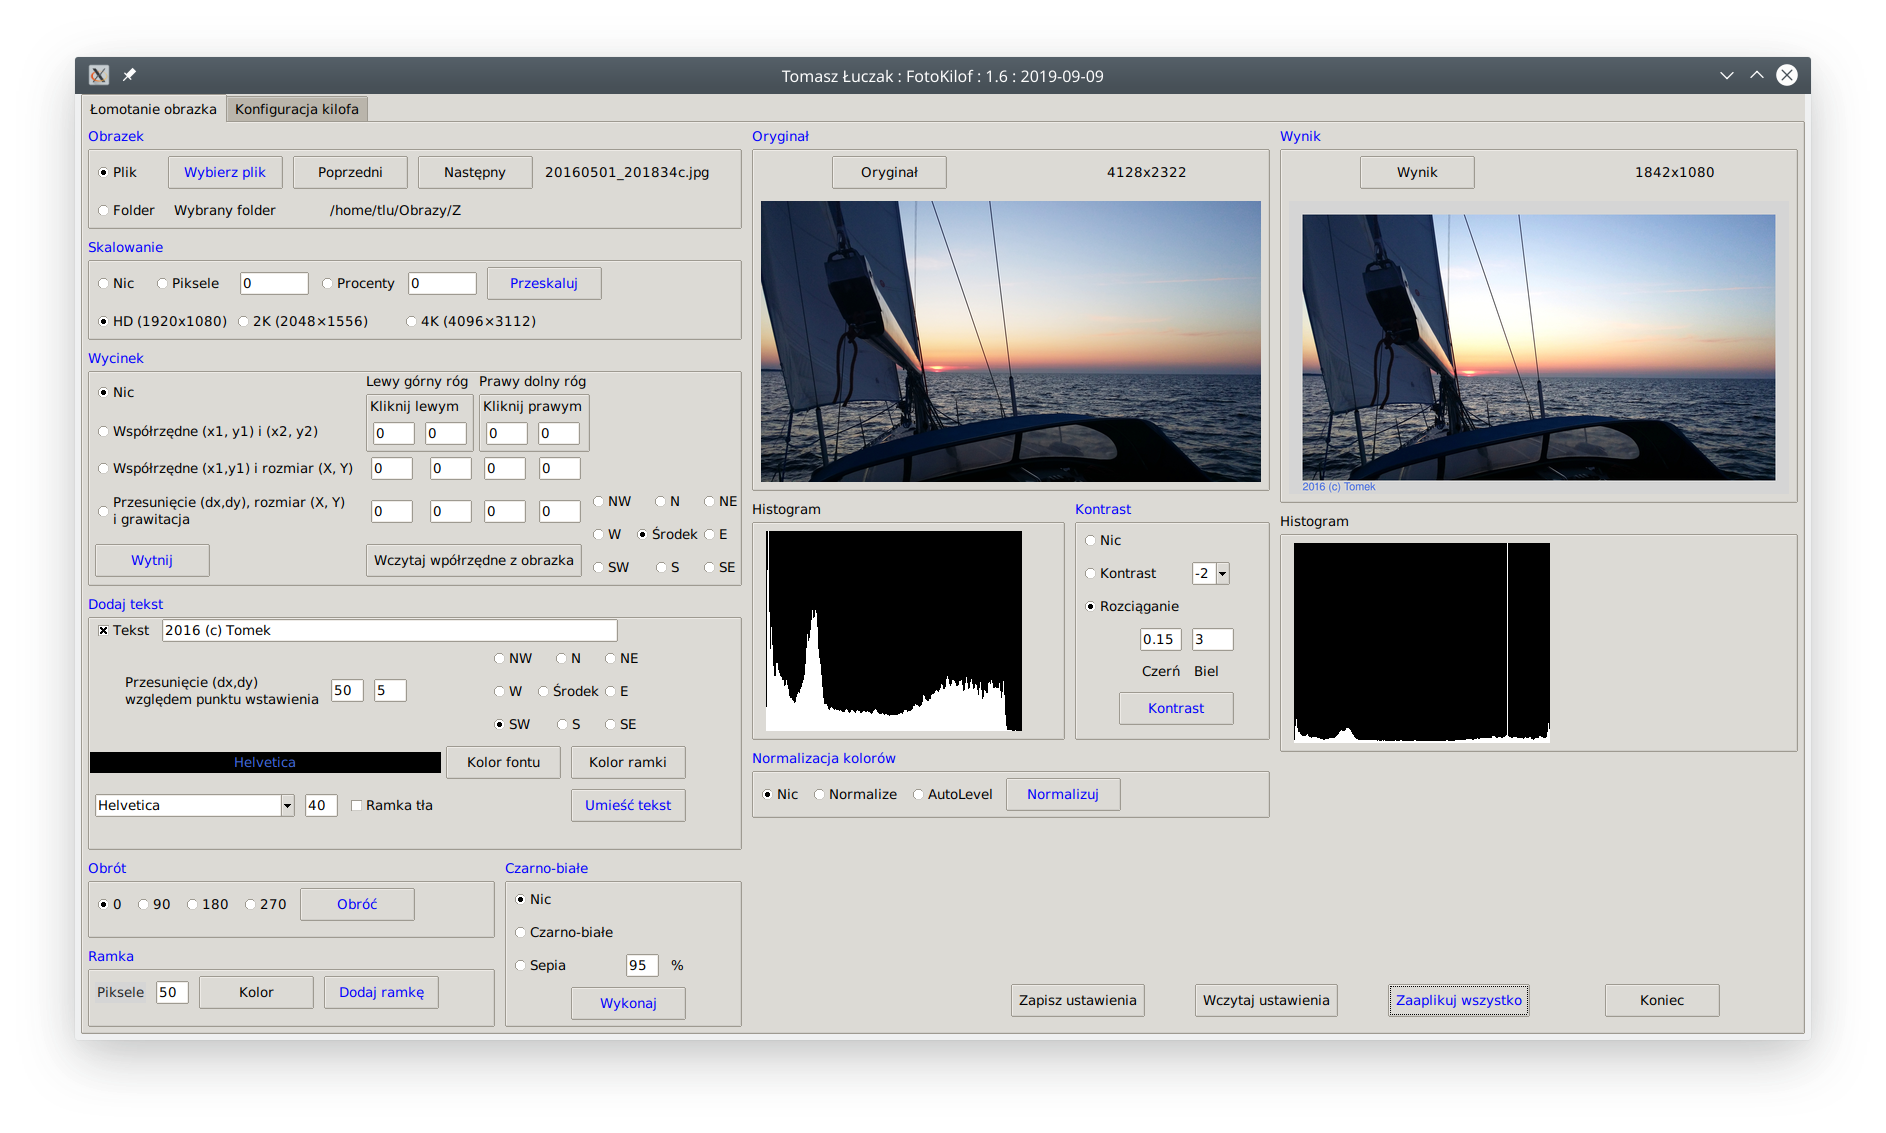 Tomasz Łuczak : FotoKilof : 1.6 : 2019-09-09
Łomotanie obrazka
Konfiguracja kilofa
Obrazek
Plik
Wybierz plik
Poprzedni
Następny
20160501_201834c.jpg
Folder
Wybrany folder
/home/tlu/Obrazy/Z
Skalowanie
Nic
Piksele
0
Procenty
0
Przeskaluj
HD (1920x1080)
2K (2048×1556)
4K (4096×3112)
Wycinek
Nic
Lewy górny róg
Prawy dolny róg
Kliknij lewym
Kliknij prawym
Współrzędne (x1, y1) i (x2, y2)
0
0
0
0
Współrzędne (x1,y1) i rozmiar (X, Y)
0
0
0
0
Przesunięcie (dx,dy), rozmiar (X, Y)
i grawitacja
0
0
0
0
NW
N
NE
W
Środek
E
SW
S
SE
Wytnij
Wczytaj wpółrzędne z obrazka
Dodaj tekst
Tekst
2016 (c) Tomek
Przesunięcie (dx,dy)
względem punktu wstawienia
50
5
NW
N
NE
W
Środek
E
SW
S
SE
Helvetica
Kolor fontu
Kolor ramki
Helvetica
40
Ramka tła
Umieść tekst
Obrót
0
90
180
270
Obróć
Ramka
Piksele
50
Kolor
Dodaj ramkę
Czarno-białe
Nic
Czarno-białe
Sepia
95
%
Wykonaj
Oryginał
Oryginał
4128x2322
Histogram
Kontrast
Nic
Kontrast
-2
Rozciąganie
0.15
3
Czerń
Biel
Kontrast
Normalizacja kolorów
Nic
Normalize
AutoLevel
Normalizuj
Wynik
Wynik
1842x1080
2016 (c) Tomek
Histogram
Zapisz ustawienia
Wczytaj ustawienia
Zaaplikuj wszystko
Koniec